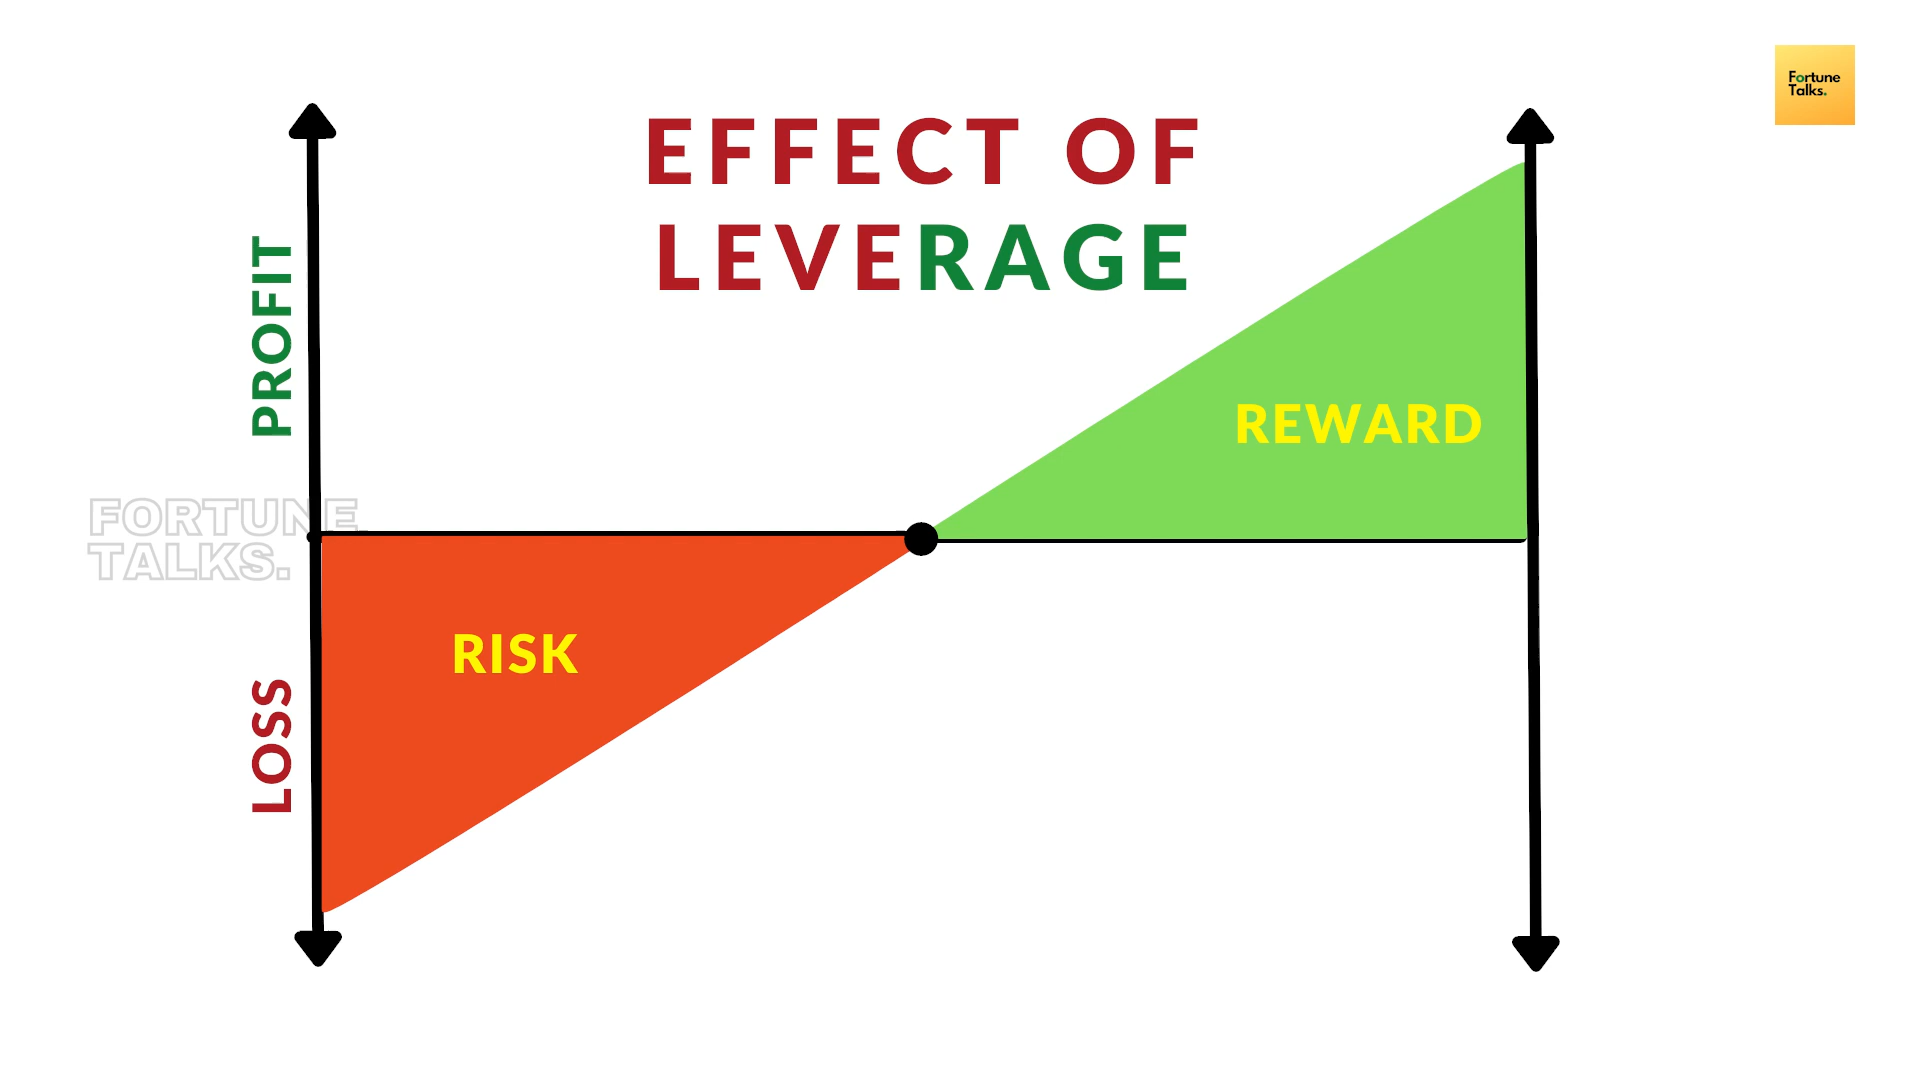 Fortune
Talks.
EFFECT OF
LEVERAGE
PROFIT
REWARD
FORTUNE
TALKS.
RISK
LOSS